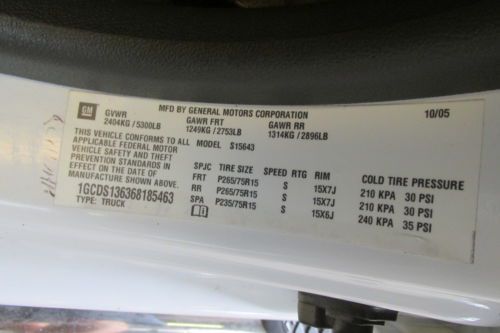 GM
MFD BY GENERAL MOTORS CORPORATION
10/05
GVWR GAWR FRT GAWR RR
2404KG / 5300LB 1249KG / 2753LB 1314KG / 2896LB
THIS VEHICLE CONFORMS TO ALL MODEL S15643
APPLICABLE FEDERAL MOTOR
VEHICLE SAFETY AND THEFT
PREVENTION STANDARDS IN
EFFECT ON THE DATE OF
MANUFACTURE SHOWN ABOVE.
1GCDS136368185463
TYPE: TRUCK
SPJC TIRE SIZE SPEED RTG RIM COLD TIRE PRESSURE
FRT P265/75R15 S 15X7J 210 KPA 30 PSI
RR P265/75R15 S 15X7J 210 KPA 30 PSI
SPA P235/75R15 S 15X6J 240 KPA 35 PSI